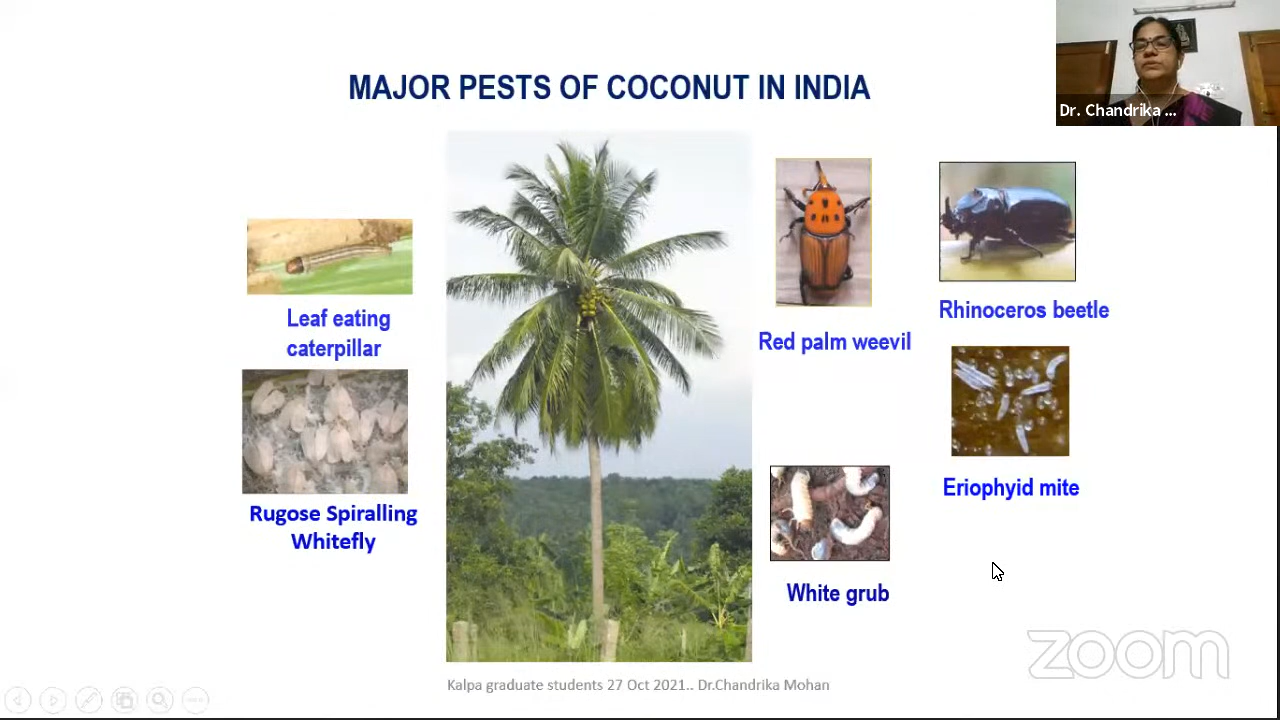 MAJOR PESTS OF COCONUT IN INDIA
Dr. Chandrika ...
Leaf eating
caterpillar
Red palm weevil
Rhinoceros beetle
Rugose Spiralling
Whitefly
Eriophyid mite
White grub
zoom
Kalpa graduate students 27 Oct 2021.. Dr.Chandrika Mohan